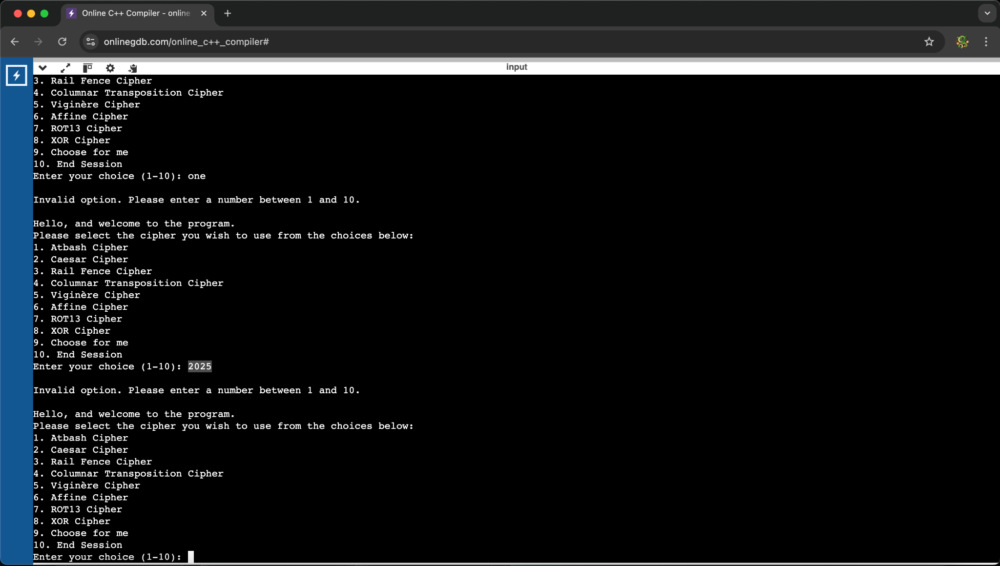 Online C++ Compiler - online
onlinegdb.com/online_c++_compiler#
input
3. Rail Fence Cipher
4. Columnar Transposition Cipher
5. Viginère Cipher
6. Affine Cipher
7. ROT13 Cipher
8. XOR Cipher
9. Choose for me
10. End Session
Enter your choice (1-10): one
Invalid option. Please enter a number between 1 and 10.
Hello, and welcome to the program.
Please select the cipher you wish to use from the choices below:
1. Atbash Cipher
2. Caesar Cipher
3. Rail Fence Cipher
4. Columnar Transposition Cipher
5. Viginère Cipher
6. Affine Cipher
7. ROT13 Cipher
8. XOR Cipher
9. Choose for me
10. End Session
Enter your choice (1-10): 2025
Invalid option. Please enter a number between 1 and 10.
Hello, and welcome to the program.
Please select the cipher you wish to use from the choices below:
1. Atbash Cipher
2. Caesar Cipher
3. Rail Fence Cipher
4. Columnar Transposition Cipher
5. Viginère Cipher
6. Affine Cipher
7. ROT13 Cipher
8. XOR Cipher
9. Choose for me
10. End Session
Enter your choice (1-10):